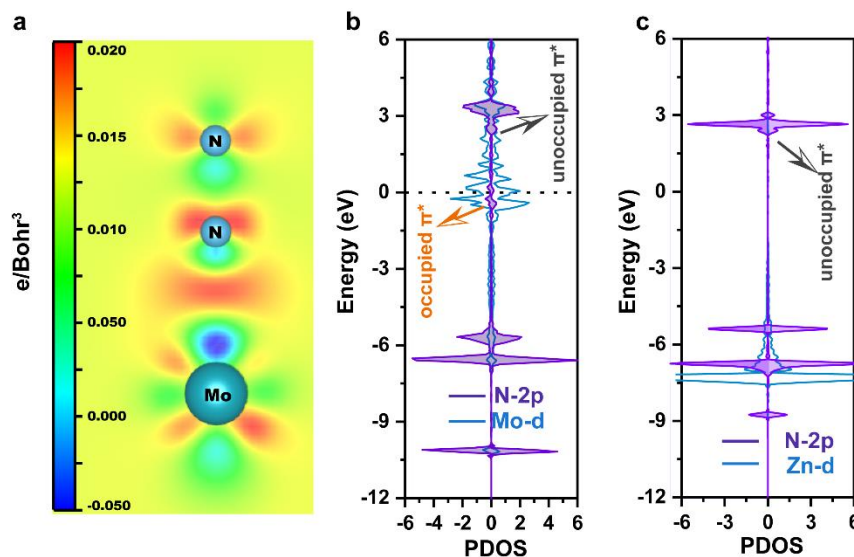 a
e/Bohr³
0.020
0.010
0.050
0.000
-0.050
N
N
Mo
b
Energy (eV)
6
3
0
-3
-6
-9
-12
unoccupied π*
occupied π*
N-2p
Mo-d
-6 -4 -2 0 2 4 6
PDOS
c
Energy (eV)
6
3
0
-3
-6
-9
-12
unoccupied π*
N-2p
Zn-d
-6 -3 0 3 6
PDOS